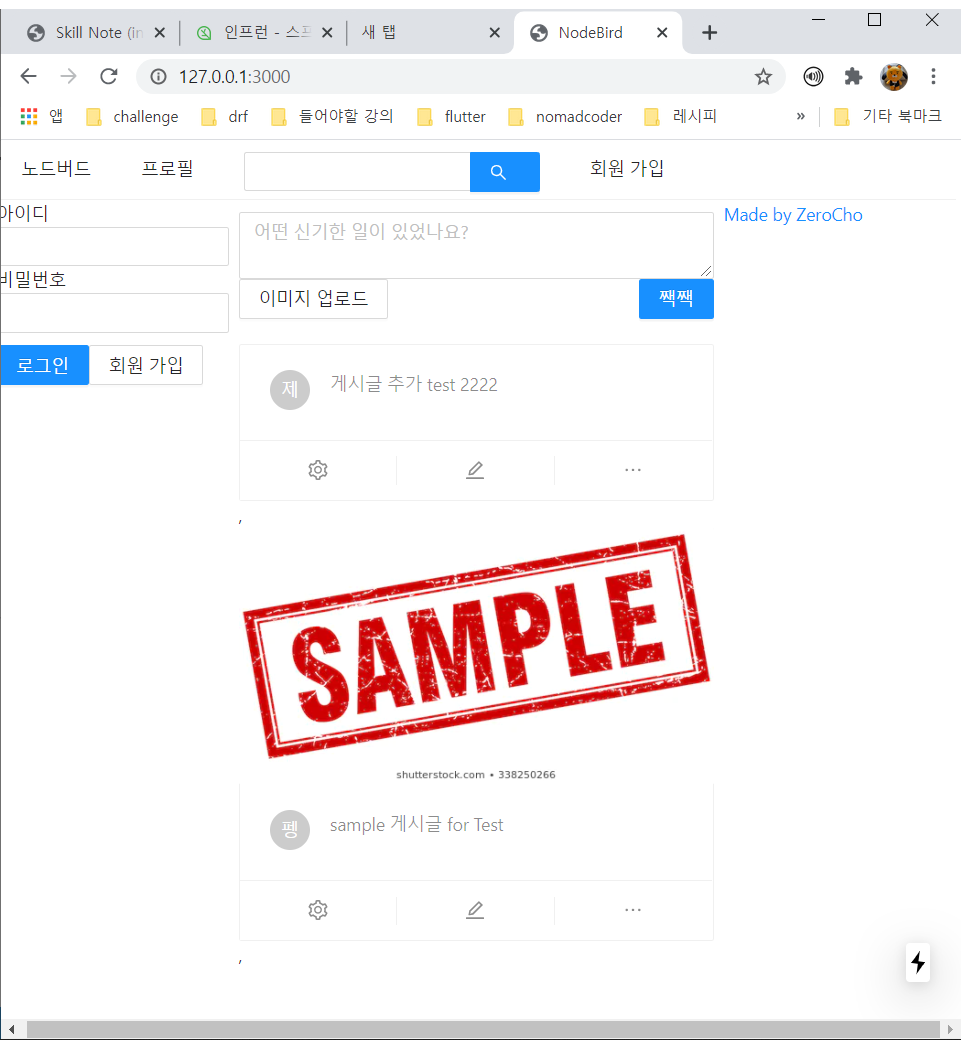 Skill Note (in
인프런 - 스프
새 탭
NodeBird
127.0.0.1:3000
앱
challenge
drf
들어야할 강의
flutter
nomadcoder
레시피
»
기타 북마크
노드버드
프로필
회원 가입
아이디
어떤 신기한 일이 있었나요?
Made by ZeroCho
비밀번호
이미지 업로드
짹짹
로그인
회원 가입
제
게시글 추가 test 2222
,
SAMPLE
shutterstock.com • 338250266
펭
sample 게시글 for Test
,